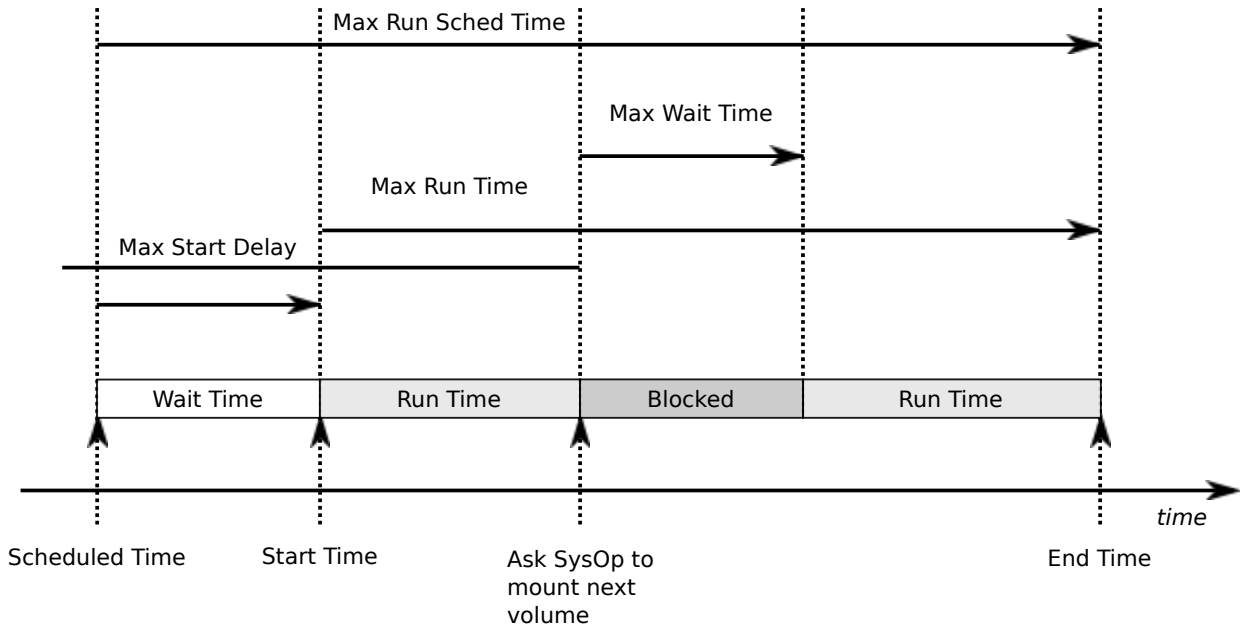 Max Run Sched Time
Max Wait Time
Max Run Time
Max Start Delay
Wait Time
Run Time
Blocked
Run Time
time
Scheduled Time
Start Time
Ask SysOp to
mount next
volume
End Time